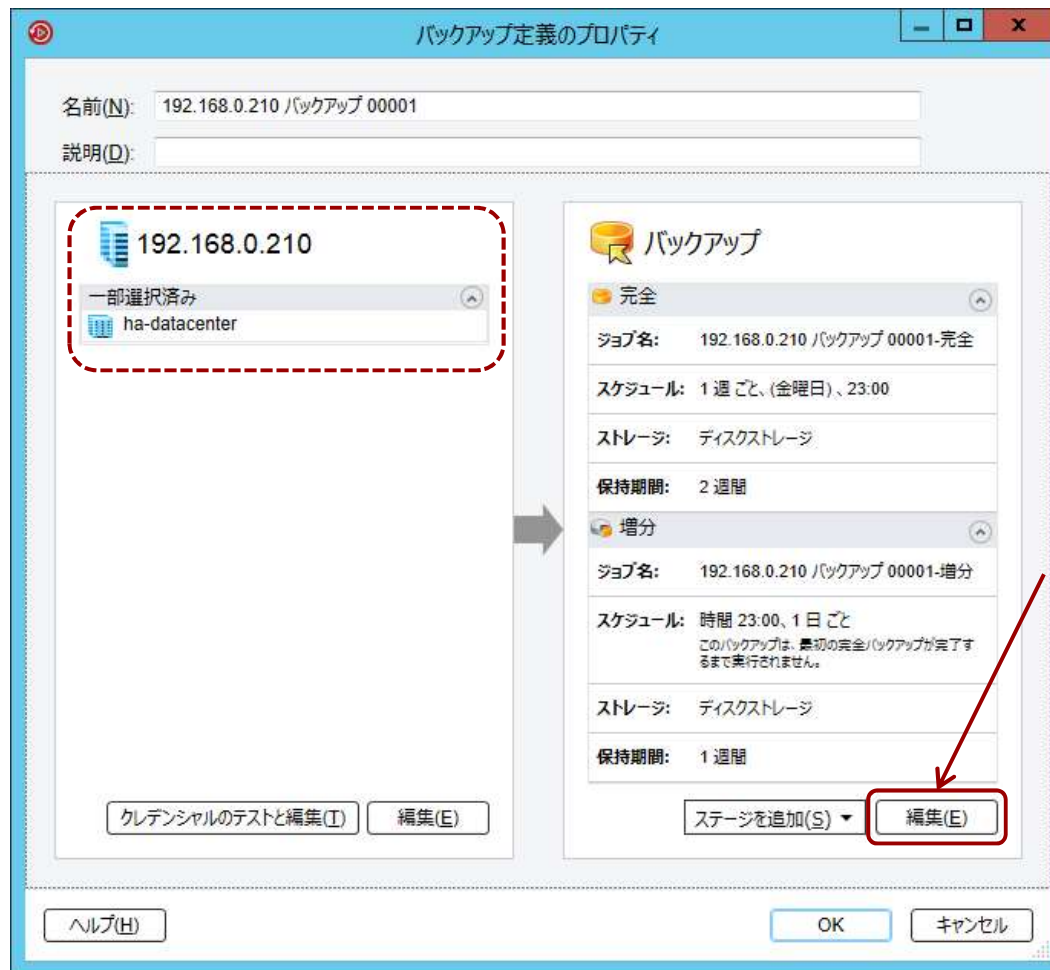 バックアップ定義のプロパティ
名前(N): 192.168.0.210 バックアップ 00001
説明(D):
192.168.0.210
一部選択済み
ha-datacenter
バックアップ
完全
ジョブ名: 192.168.0.210 バックアップ 00001-完全
スケジュール: 1 週 ごと、(金曜日) 、23:00
ストレージ: ディスクストレージ
保持期間: 2 週間
増分
ジョブ名: 192.168.0.210 バックアップ 00001-増分
スケジュール: 時間 23:00、1 日 ごと
このバックアップは、最初の完全バックアップが完了す
るまで実行されません。
ストレージ: ディスクストレージ
保持期間: 1 週間
クレデンシャルのテストと編集(T) 編集(E)
ステージを追加(S) 編集(E)
ヘルプ(H) OK キャンセル